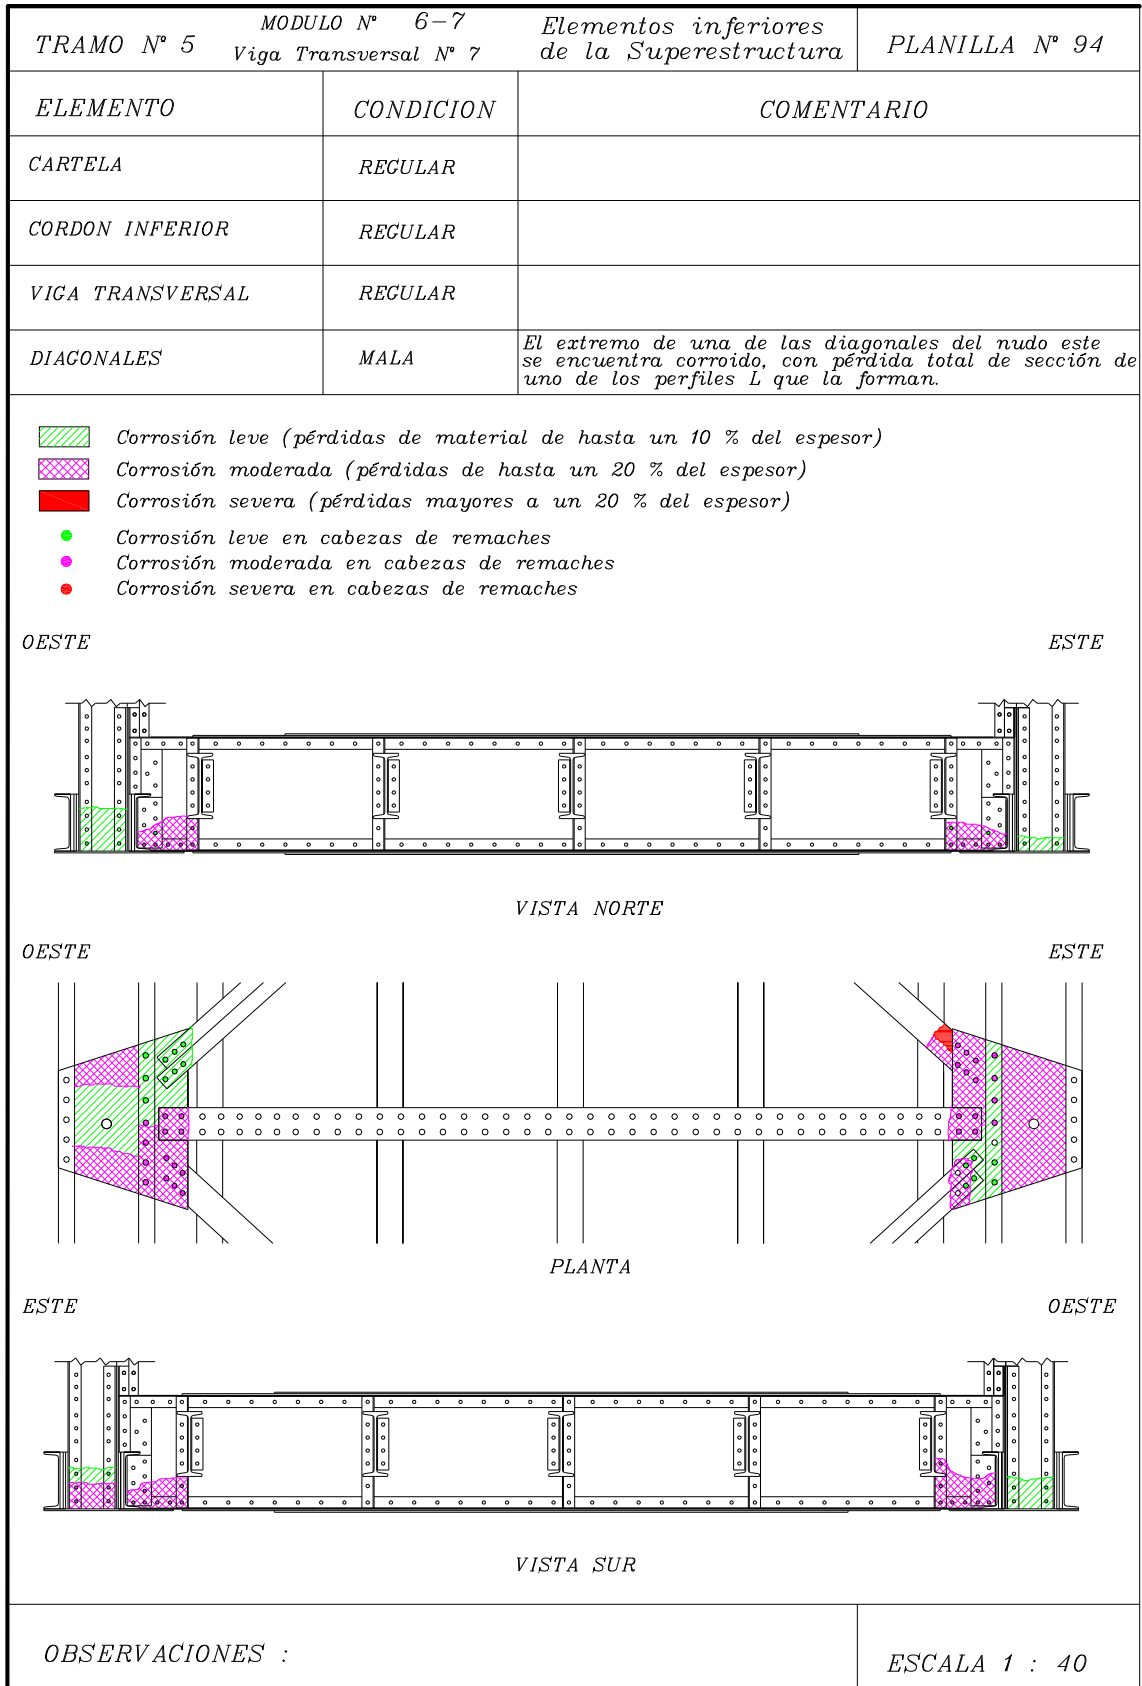 TRAMO Nº 5
MODULO Nº 6-7
Viga Transversal Nº 7
Elementos inferiores
de la Superestructura
PLANILLA Nº 94
ELEMENTO
CONDICION
COMENTARIO
CARTELA
REGULAR
CORDON INFERIOR
REGULAR
VIGA TRANSVERSAL
REGULAR
DIAGONALES
MALA
El extremo de una de las diagonales del nudo este
se encuentra corroido, con pérdida total de sección de
uno de los perfiles L que la forman.
Corrosión leve (pérdidas de material de hasta un 10 % del espesor)
Corrosión moderada (pérdidas de hasta un 20 % del espesor)
Corrosión severa (pérdidas mayores a un 20 % del espesor)
Corrosión leve en cabezas de remaches
Corrosión moderada en cabezas de remaches
Corrosión severa en cabezas de remaches
OESTE
ESTE
VISTA NORTE
OESTE
ESTE
PLANTA
ESTE
OESTE
VISTA SUR
OBSERVACIONES :
ESCALA 1 : 40